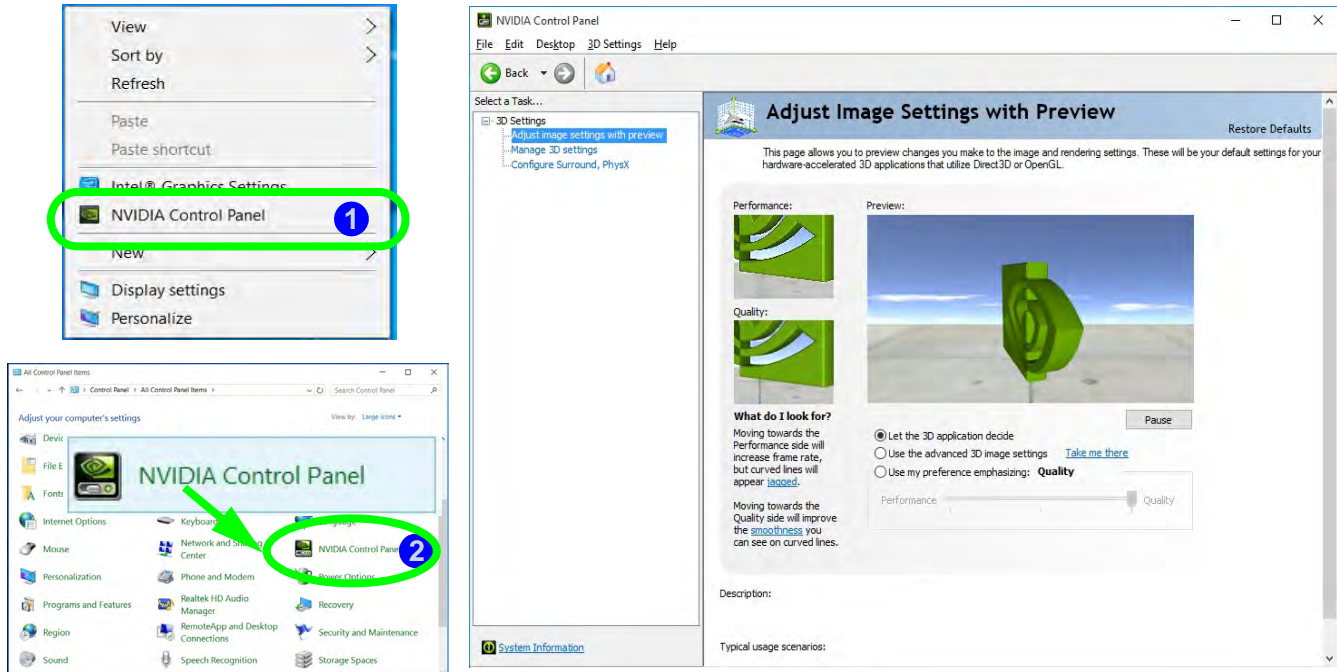 View
Sort by
Refresh
Paste
Paste shortcut
Intel® Graphics Settings
NVIDIA Control Panel
1
New
Display settings
Personalize
All Control Panel Items
Control Panel > All Control Panel Items >
Search Control Panel
Adjust your computer's settings
View by: Large icons
Devic
File E
Fonts
NVIDIA Control Panel
Internet Options
Keyboard
Language
Mouse
Network and Sharing Center
NVIDIA Control Pane
2
Personalization
Phone and Modem
Power Options
Programs and Features
Realtek HD Audio Manager
Recovery
Region
RemoteApp and Desktop Connections
Security and Maintenance
Sound
Speech Recognition
Storage Spaces
NVIDIA Control Panel
File Edit Desktop 3D Settings Help
Back
Select a Task...
3D Settings
Adjust image settings with preview
Manage 3D settings
Configure Surround, PhysX
System Information
Adjust Image Settings with Preview
Restore Defaults
This page allows you to preview changes you make to the image and rendering settings. These will be your default settings for your
hardware-accelerated 3D applications that utilize Direct3D or OpenGL.
Performance:
Preview:
Quality:
What do I look for?
Moving towards the
Performance side will
increase frame rate,
but curved lines will
appear jagged.
Moving towards the
Quality side will improve
the smoothness you
can see on curved lines.
Pause
Let the 3D application decide
Use the advanced 3D image settings Take me there
Use my preference emphasizing: Quality
Performance Quality
Description:
Typical usage scenarios: